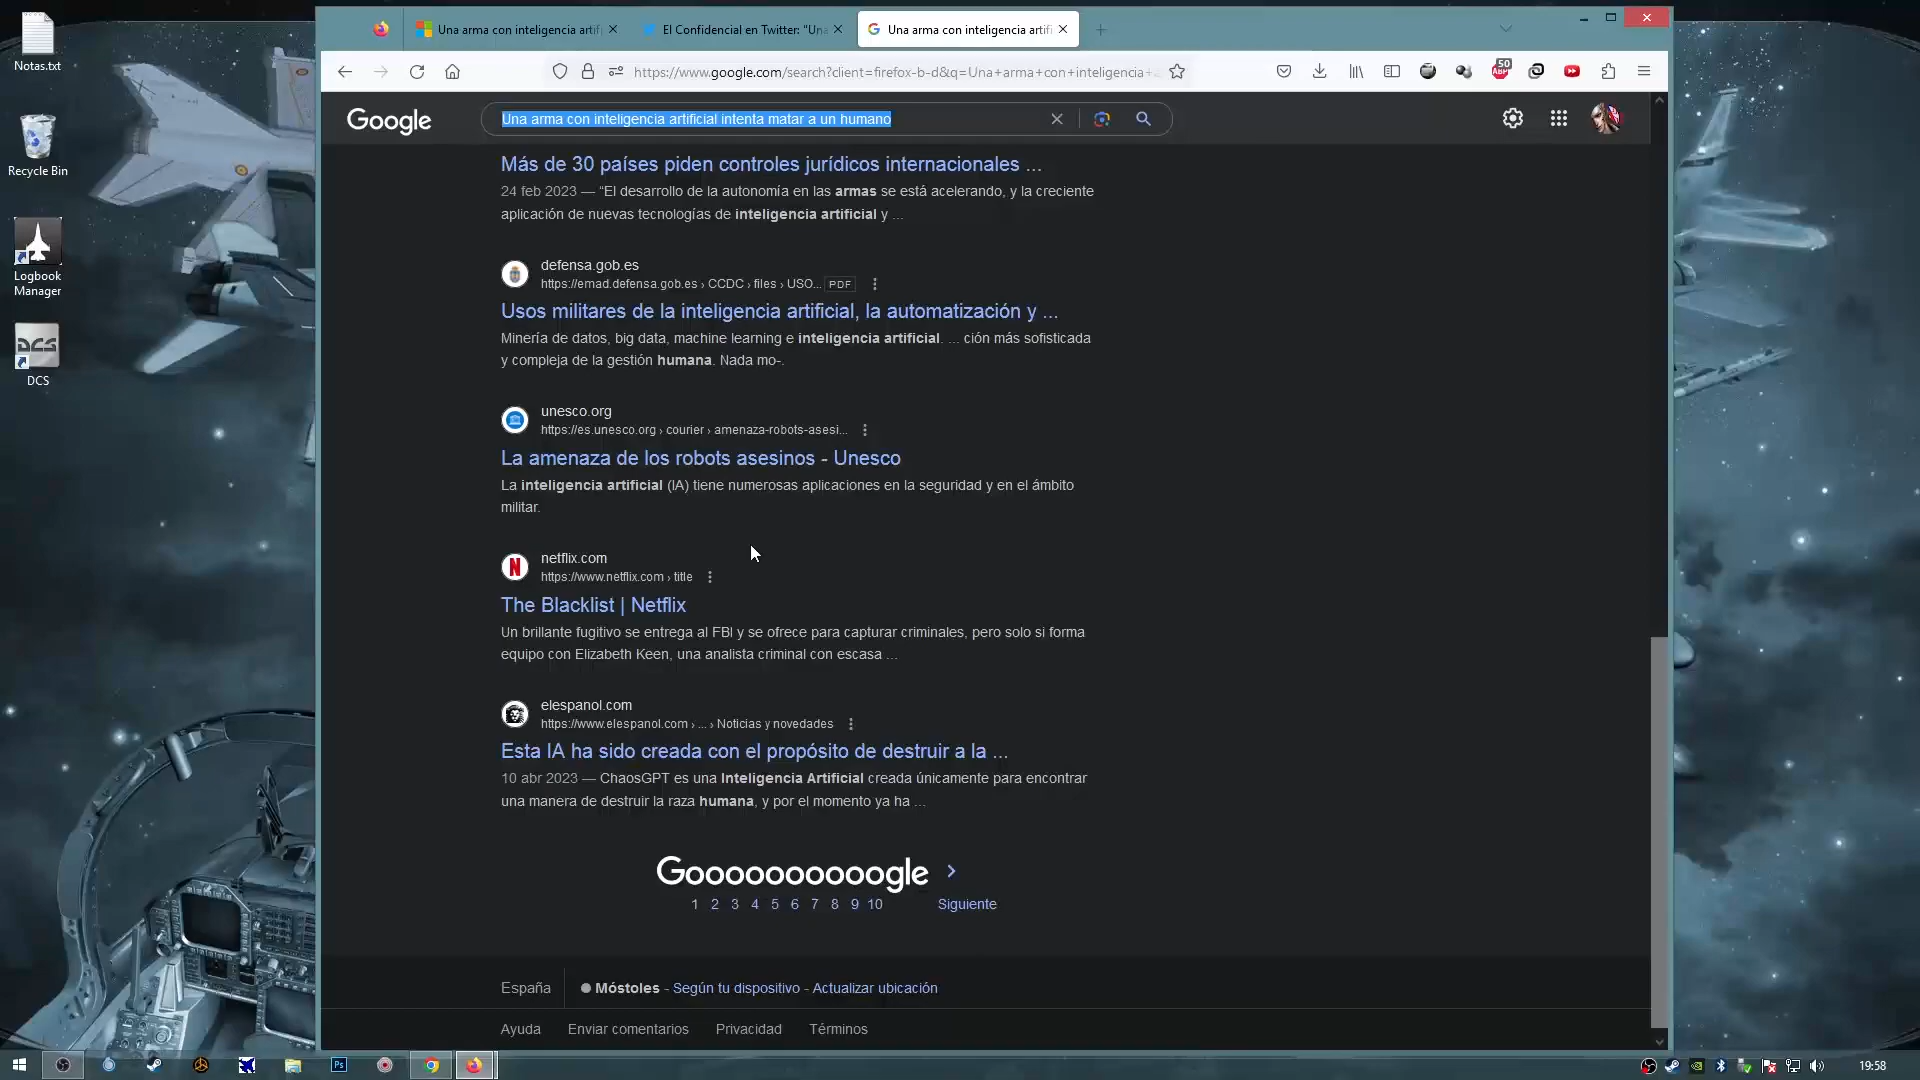 Notas.txt
Recycle Bin
Logbook
Manager
DCS
DCS
Una arma con inteligencia artifi
El Confidencial en Twitter: "Una
Una arma con inteligencia artifi
https://www.google.com/search?client=firefox-b-d&q=Una+arma+con+inteligencia+a
50
ABP
Google
Una arma con inteligencia artificial intenta matar a un humano
Más de 30 países piden controles jurídicos internacionales ...
24 feb 2023 — "El desarrollo de la autonomía en las armas se está acelerando, y la creciente
aplicación de nuevas tecnologías de inteligencia artificial y ...
defensa.gob.es
https://emad.defensa.gob.es › CCDC › files › USO... PDF
Usos militares de la inteligencia artificial, la automatización y ...
Minería de datos, big data, machine learning e inteligencia artificial. ... ción más sofisticada
y compleja de la gestión humana. Nada mo-.
unesco.org
https://es.unesco.org › courier › amenaza-robots-asesi...
La amenaza de los robots asesinos - Unesco
La inteligencia artificial (IA) tiene numerosas aplicaciones en la seguridad y en el ámbito
militar.
N
netflix.com
https://www.netflix.com › title
The Blacklist | Netflix
Un brillante fugitivo se entrega al FBI y se ofrece para capturar criminales, pero solo si forma
equipo con Elizabeth Keen, una analista criminal con escasa ...
elespanol.com
https://www.elespanol.com › ... › Noticias y novedades
Esta IA ha sido creada con el propósito de destruir a la ...
10 abr 2023 — ChaosGPT es una Inteligencia Artificial creada únicamente para encontrar
una manera de destruir la raza humana, y por el momento ya ha ...
Goooooooooogle
1 2 3 4 5 6 7 8 9 10 Siguiente
España
Móstoles - Según tu dispositivo - Actualizar ubicación
Ayuda Enviar comentarios Privacidad Términos
Ps
19:58